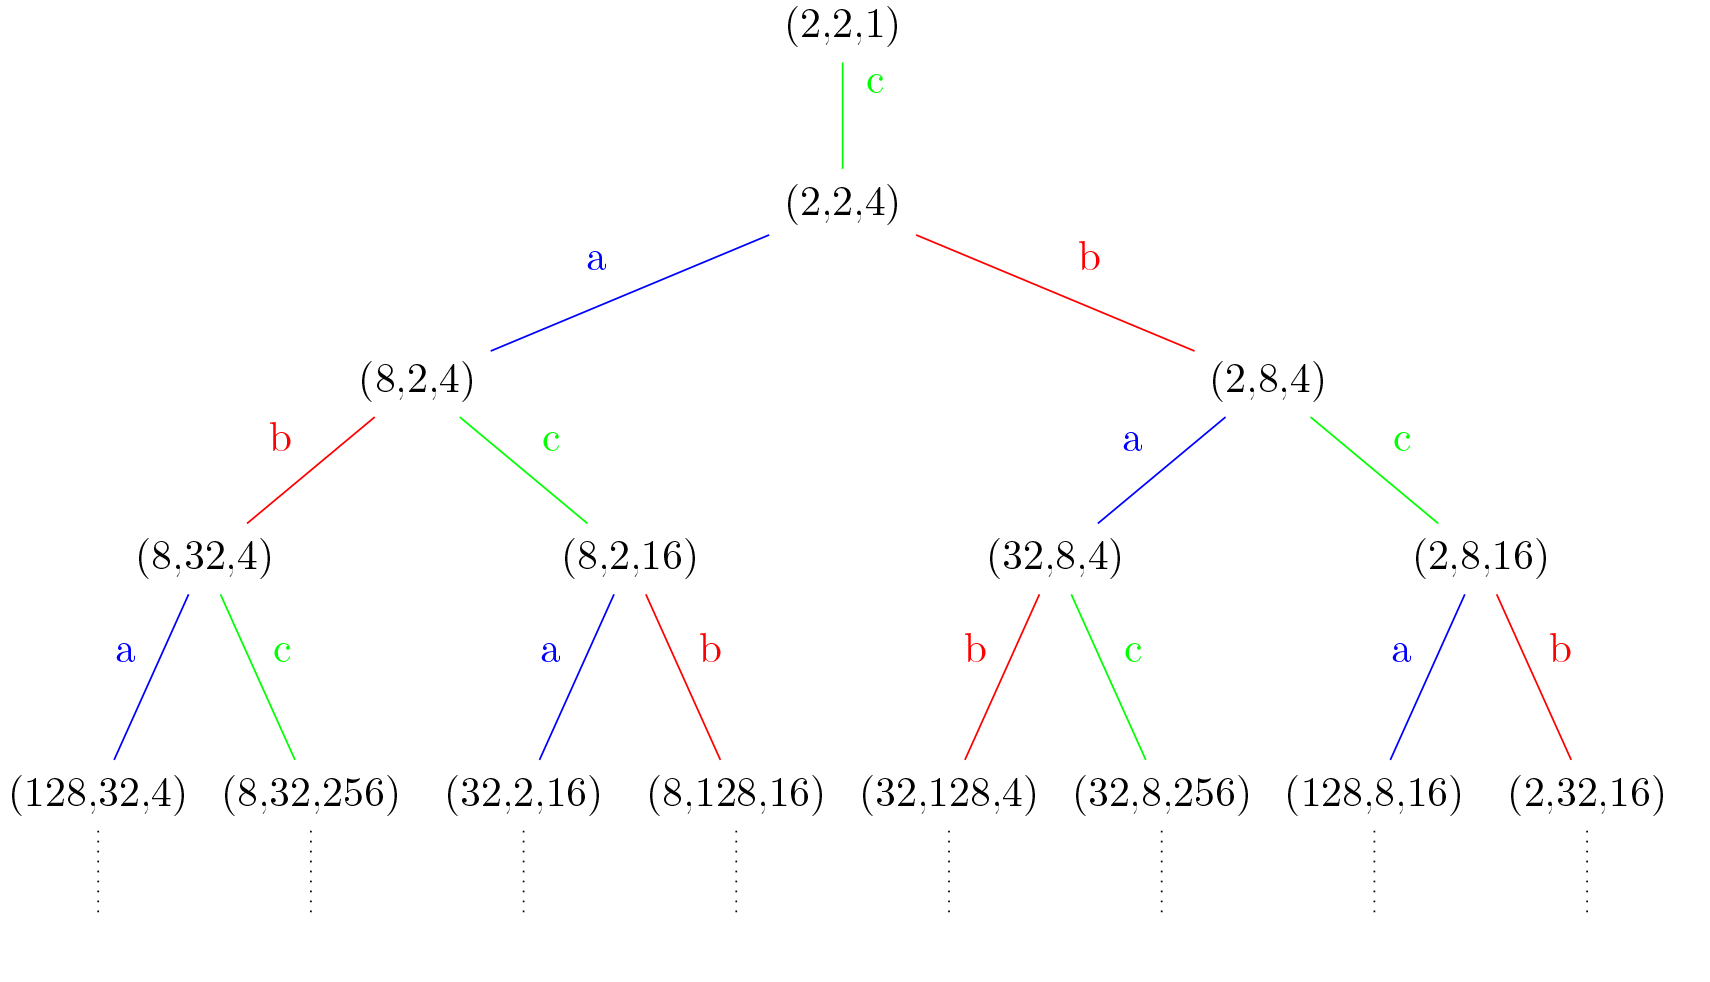 (2,2,1)
c
(2,2,4)
a b
(8,2,4) (2,8,4)
b c a c
(8,32,4) (8,2,16) (32,8,4) (2,8,16)
a c a b b c a b
(128,32,4) (8,32,256) (32,2,16) (8,128,16) (32,128,4) (32,8,256) (128,8,16) (2,32,16)